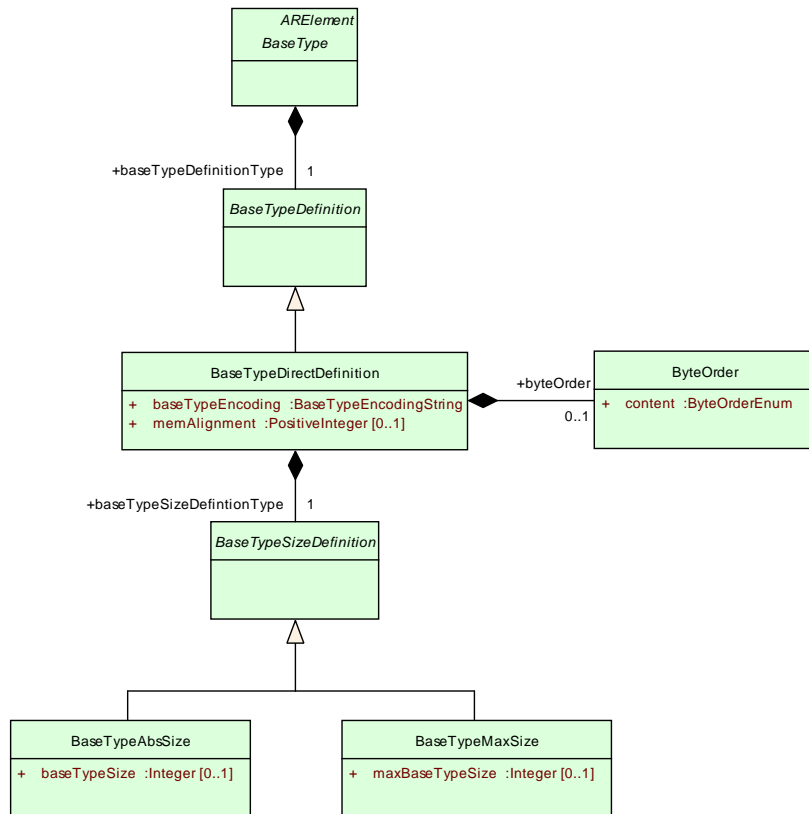 ARElement
BaseType
+baseTypeDefinitionType
1
BaseTypeDefinition
BaseTypeDirectDefinition
+ baseTypeEncoding :BaseTypeEncodingString
+ memAlignment :PositiveInteger [0..1]
+byteOrder
0..1
ByteOrder
+ content :ByteOrderEnum
+baseTypeSizeDefintionType
1
BaseTypeSizeDefinition
BaseTypeAbsSize
+ baseTypeSize :Integer [0..1]
BaseTypeMaxSize
+ maxBaseTypeSize :Integer [0..1]